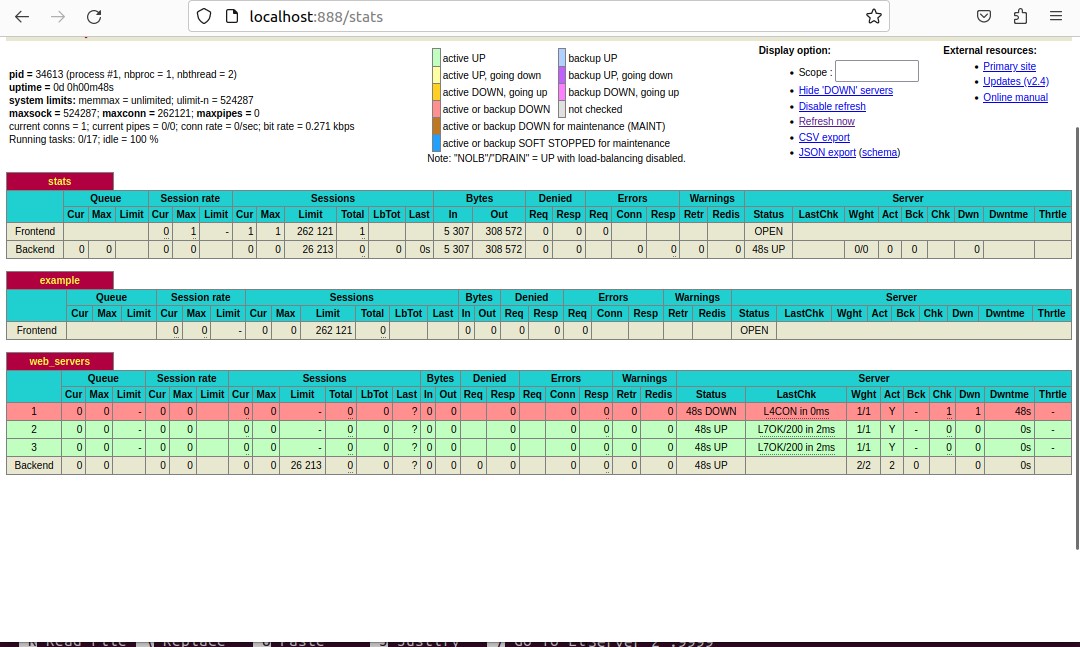 localhost:888/stats
pid = 34613 (process #1, nbproc = 1, nbthread = 2)
uptime = 0d 0h00m48s
system limits: memmax = unlimited; ulimit-n = 524287
maxsock = 524287; maxconn = 262121; maxpipes = 0
current conns = 1; current pipes = 0/0; conn rate = 0/sec; bit rate = 0.271 kbps
Running tasks: 0/17; idle = 100 %
active UP backup UP
active UP, going down backup UP, going down
active DOWN, going up backup DOWN, going up
active or backup DOWN not checked
active or backup DOWN for maintenance (MAINT)
active or backup SOFT STOPPED for maintenance
Note: "NOLB"/"DRAIN" = UP with load-balancing disabled.
Display option:
Scope :
Hide 'DOWN' servers
Disable refresh
Refresh now
CSV export
JSON export (schema)
External resources:
Primary site
Updates (v2.4)
Online manual
stats
Queue Session rate Sessions Bytes Denied Errors Warnings Server
Cur Max Limit Cur Max Limit Cur Max Limit Total LbTot Last In Out Req Resp Req Conn Resp Retr Redis Status LastChk Wght Act Bck Chk Dwn Dwntme Thrtle
Frontend 0 1 - 1 1 262 121 1 5 307 308 572 0 0 0 OPEN
Backend 0 0 0 0 0 0 26 213 0 0 0s 5 307 308 572 0 0 0 0 0 0 48s UP 0/0 0 0 0
example
Queue Session rate Sessions Bytes Denied Errors Warnings Server
Cur Max Limit Cur Max Limit Cur Max Limit Total LbTot Last In Out Req Resp Req Conn Resp Retr Redis Status LastChk Wght Act Bck Chk Dwn Dwntme Thrtle
Frontend 0 0 - 0 0 262 121 0 0 0 0 0 0 OPEN
web_servers
Queue Session rate Sessions Bytes Denied Errors Warnings Server
Cur Max Limit Cur Max Limit Cur Max Limit Total LbTot Last In Out Req Resp Req Conn Resp Retr Redis Status LastChk Wght Act Bck Chk Dwn Dwntme Thrtle
1 0 0 - 0 0 0 0 - 0 0 ? 0 0 0 0 0 0 0 48s DOWN L4CON in 0ms 1/1 Y - 1 1 48s -
2 0 0 - 0 0 0 0 - 0 0 ? 0 0 0 0 0 0 0 48s UP L7OK/200 in 2ms 1/1 Y - 0 0 0s -
3 0 0 - 0 0 0 0 - 0 0 ? 0 0 0 0 0 0 0 48s UP L7OK/200 in 2ms 1/1 Y - 0 0 0s -
Backend 0 0 0 0 0 0 26 213 0 0 ? 0 0 0 0 0 0 0 0 48s UP 2/2 2 0 0 0s